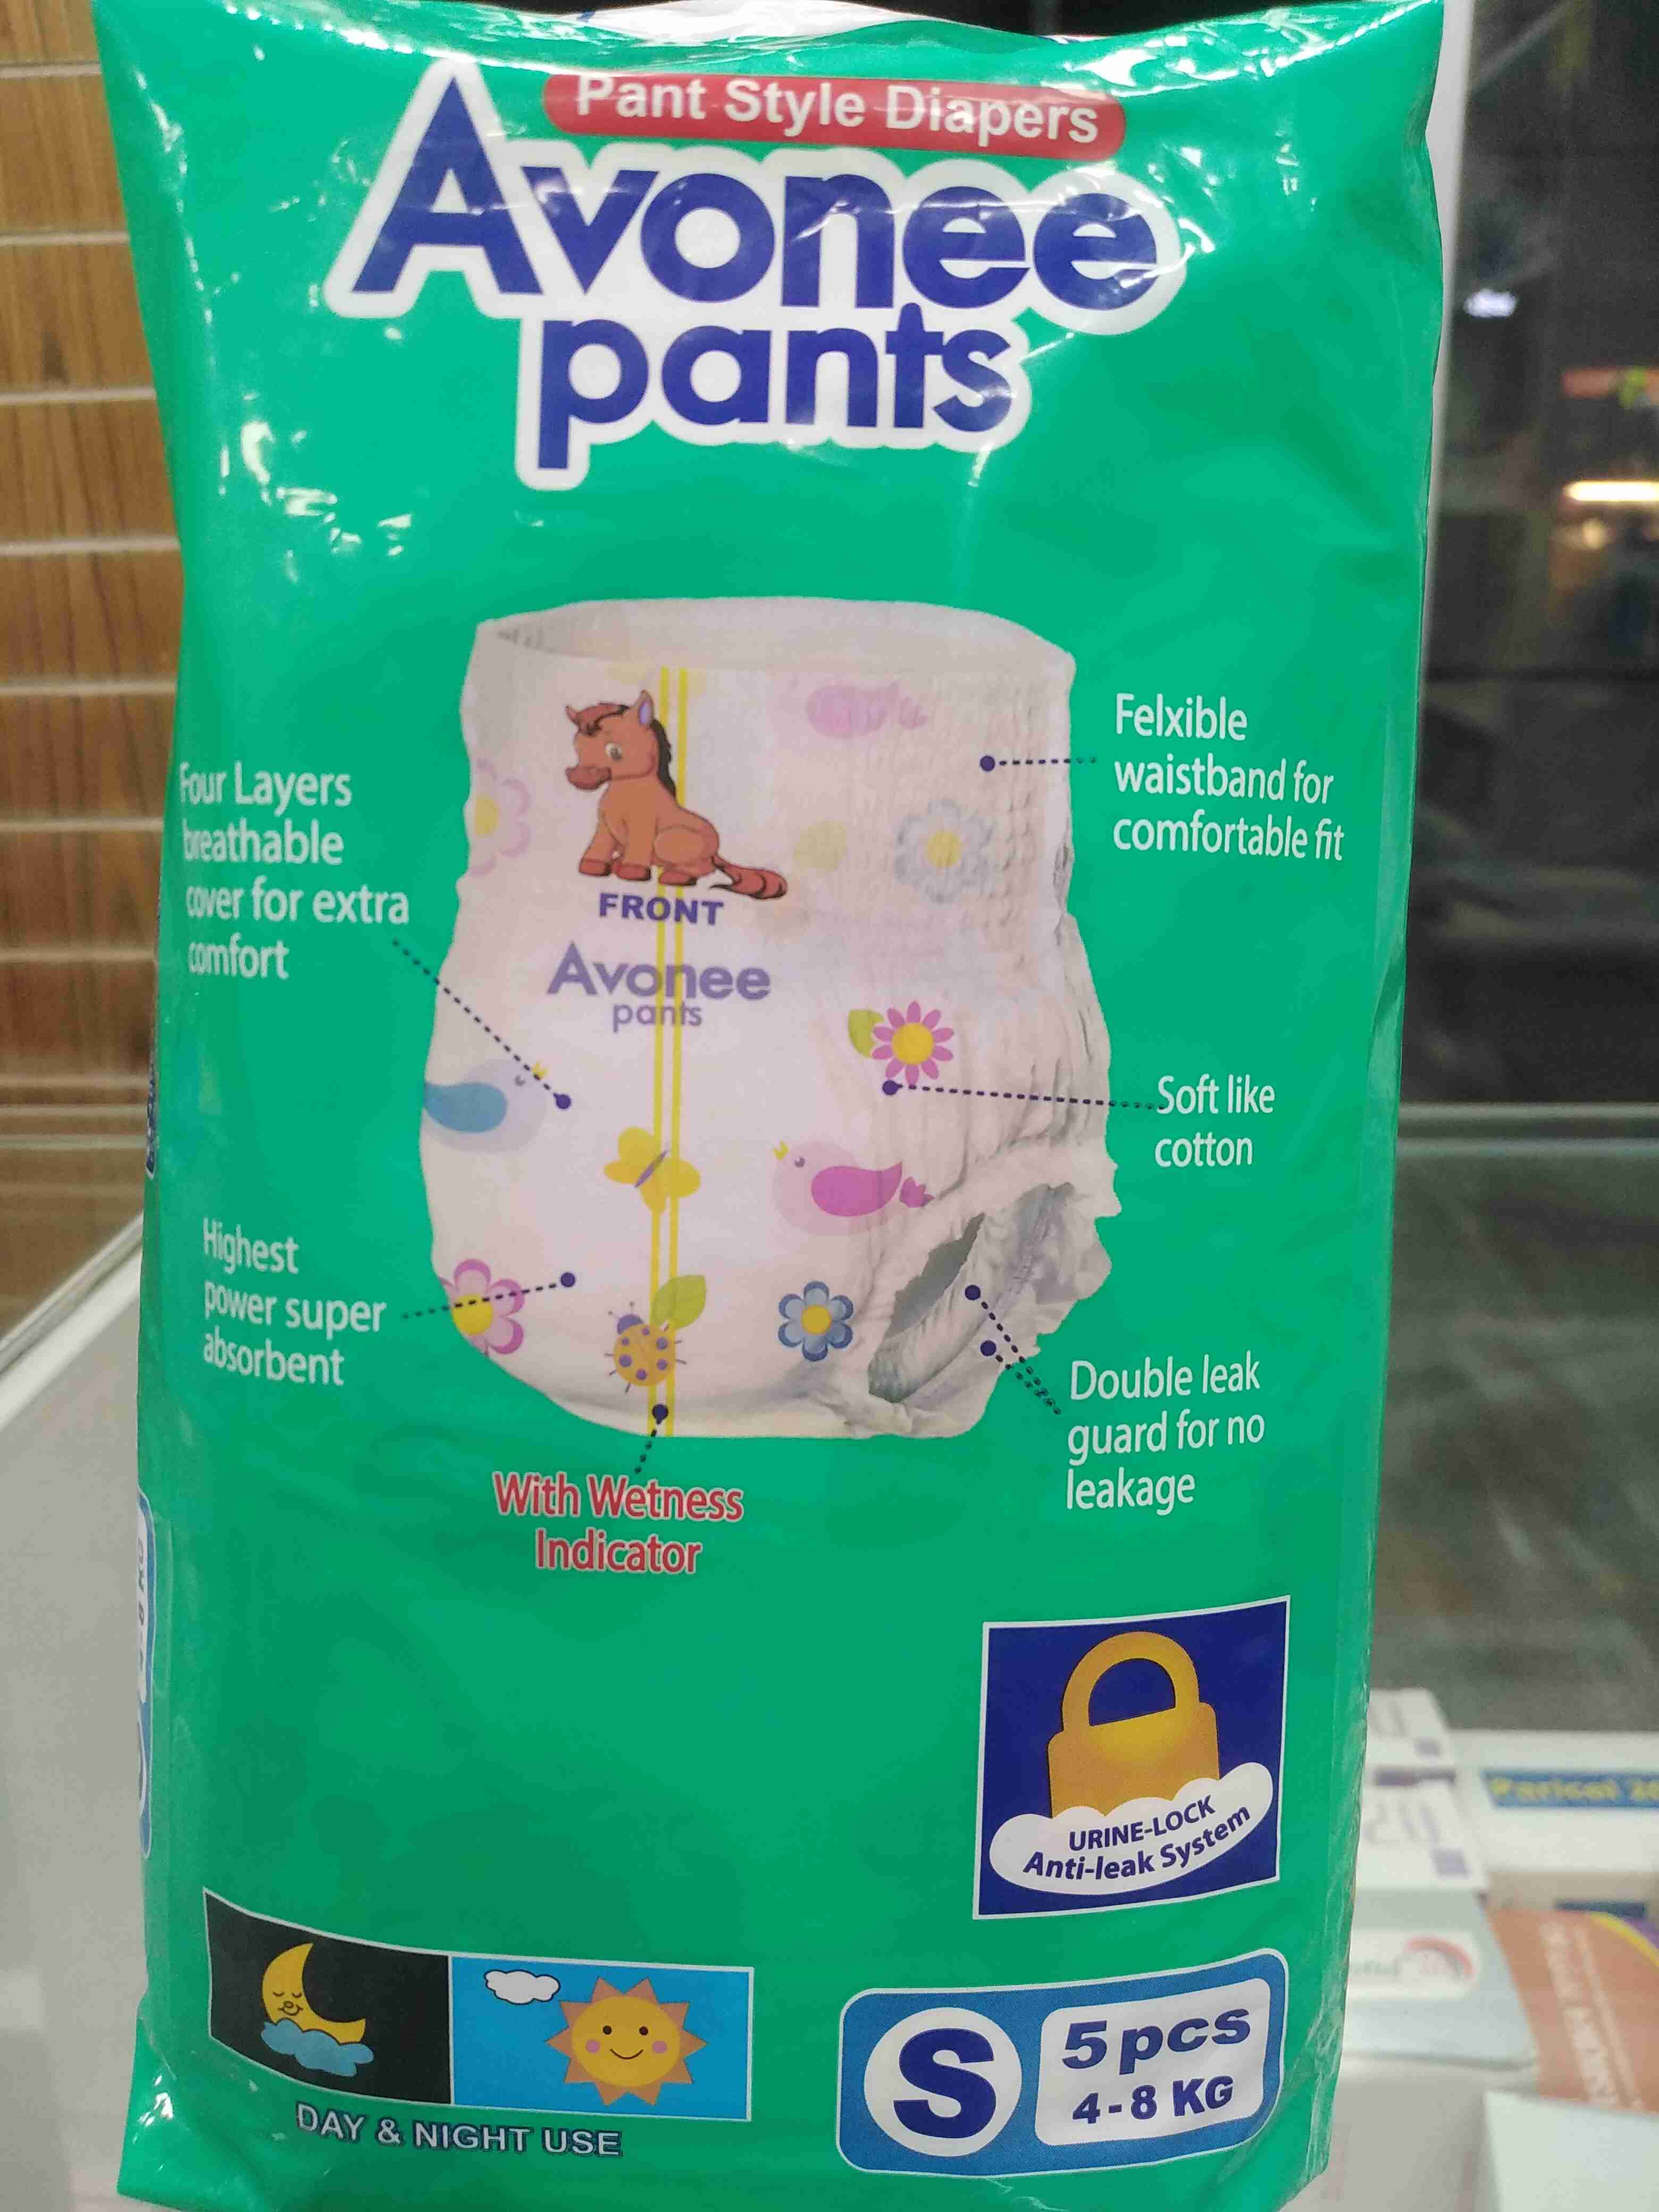 Pant Style Diapers
Avonee
pants
Felxible
waistband for
comfortable fit
Four Layers
breathable
cover for extra
comfort
FRONT
Avonee
pants
Soft like
cotton
Highest
power super
absorbent
Double leak
guard for no
leakage
With Wetness
Indicator
URINE-LOCK
Anti-leak System
DAY & NIGHT USE
S
5 pcs
4-8 KG